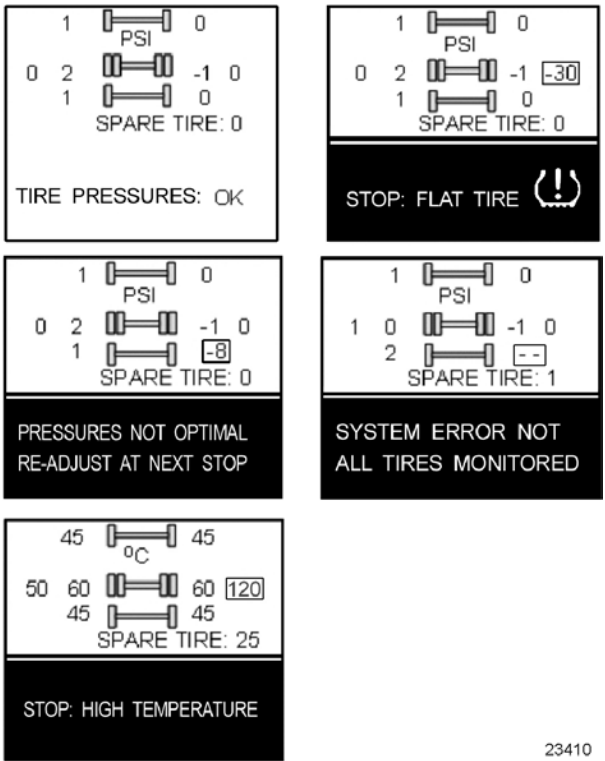 1 0
PSI
0 2 -1 0
1 0
SPARE TIRE: 0
TIRE PRESSURES: OK
1 0
PSI
0 2 -1 -30
1 0
SPARE TIRE: 0
STOP: FLAT TIRE
1 0
PSI
0 2 -1 0
1 -8
SPARE TIRE: 0
PRESSURES NOT OPTIMAL
RE-ADJUST AT NEXT STOP
1 0
PSI
1 0 -1 0
2 --
SPARE TIRE: 1
SYSTEM ERROR NOT
ALL TIRES MONITORED
45 45
ºC
50 60 60 120
45 45
SPARE TIRE: 25
STOP: HIGH TEMPERATURE
23410